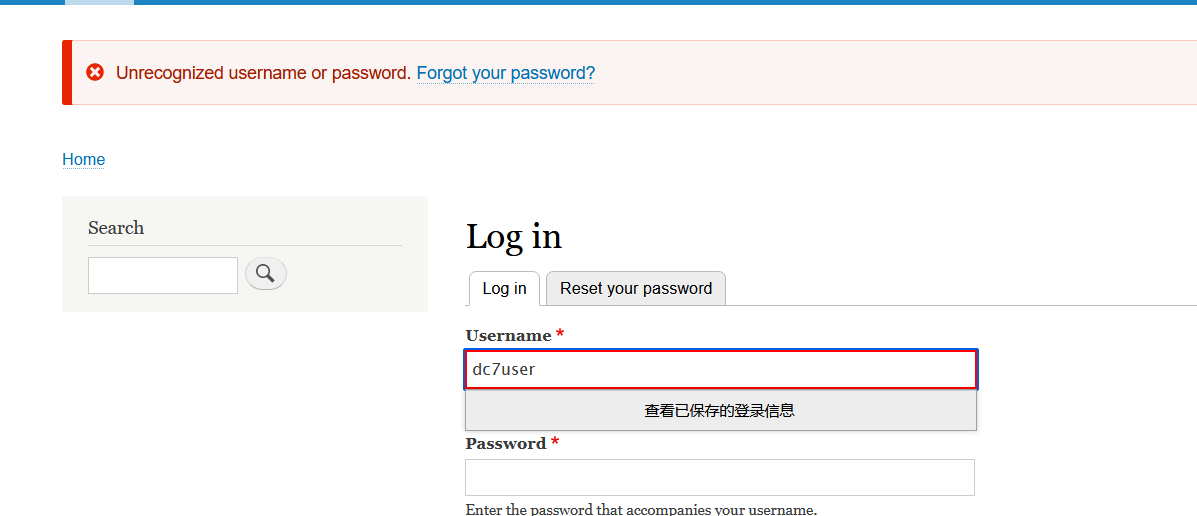 Unrecognized username or password. Forgot your password?
Home
Search
Log in
Log in
Reset your password
Username *
dc7user
查看已保存的登录信息
Password *
Enter the password that accompanies your username.